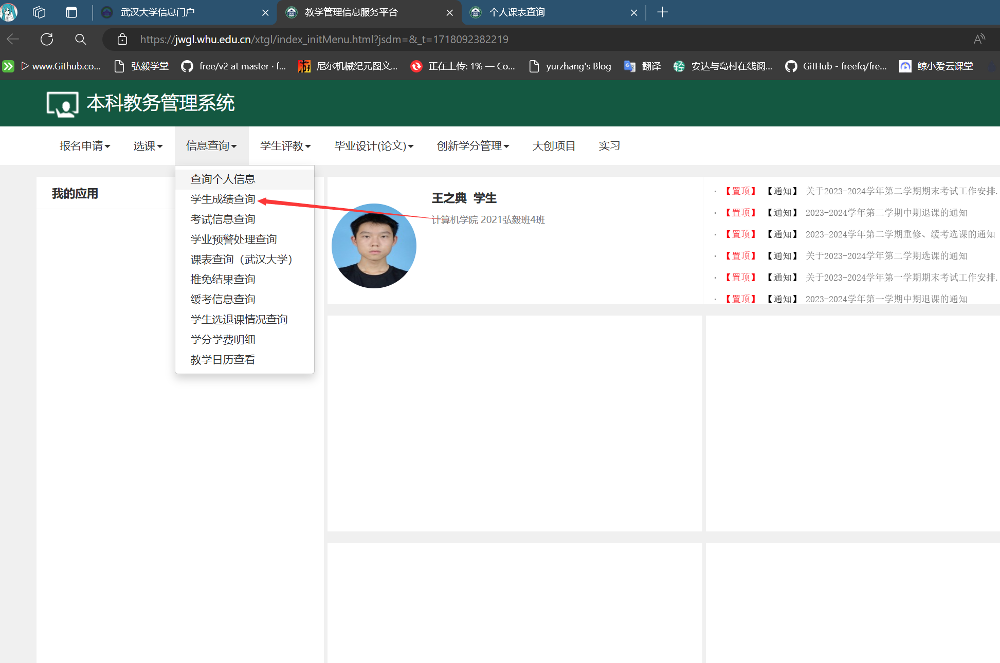 武汉大学信息门户
教学管理信息服务平台
个人课表查询
https://jwgl.whu.edu.cn/xtgl/index_initMenu.html?jsdm=&_t=1718092382219
www.Github.co...
弘毅学堂
free/v2 at master · f...
尼尔机械纪元图文...
正在上传: 1% — Co...
yurzhang's Blog
翻译
安达与岛村在线阅...
GitHub - freefq/fre...
鲸小爱云课堂
本科教务管理系统
报名申请
选课
信息查询
学生评教
毕业设计(论文)
创新学分管理
大创项目
实习
我的应用
查询个人信息
学生成绩查询
考试信息查询
学业预警处理查询
课表查询（武汉大学）
推免结果查询
缓考信息查询
学生选退课情况查询
学分学费明细
教学日历查看
王之典 学生
计算机学院 2021弘毅班4班
【置顶】 【通知】 关于2023-2024学年第二学期期末考试工作安排.
【置顶】 【通知】 2023-2024学年第二学期中期退课的通知
【置顶】 【通知】 2023-2024学年第二学期重修、缓考选课的通知
【置顶】 【通知】 关于2023-2024学年第二学期选课的通知
【置顶】 【通知】 关于2023-2024学年第一学期期末考试工作安排.
【置顶】 【通知】 2023-2024学年第一学期中期退课的通知